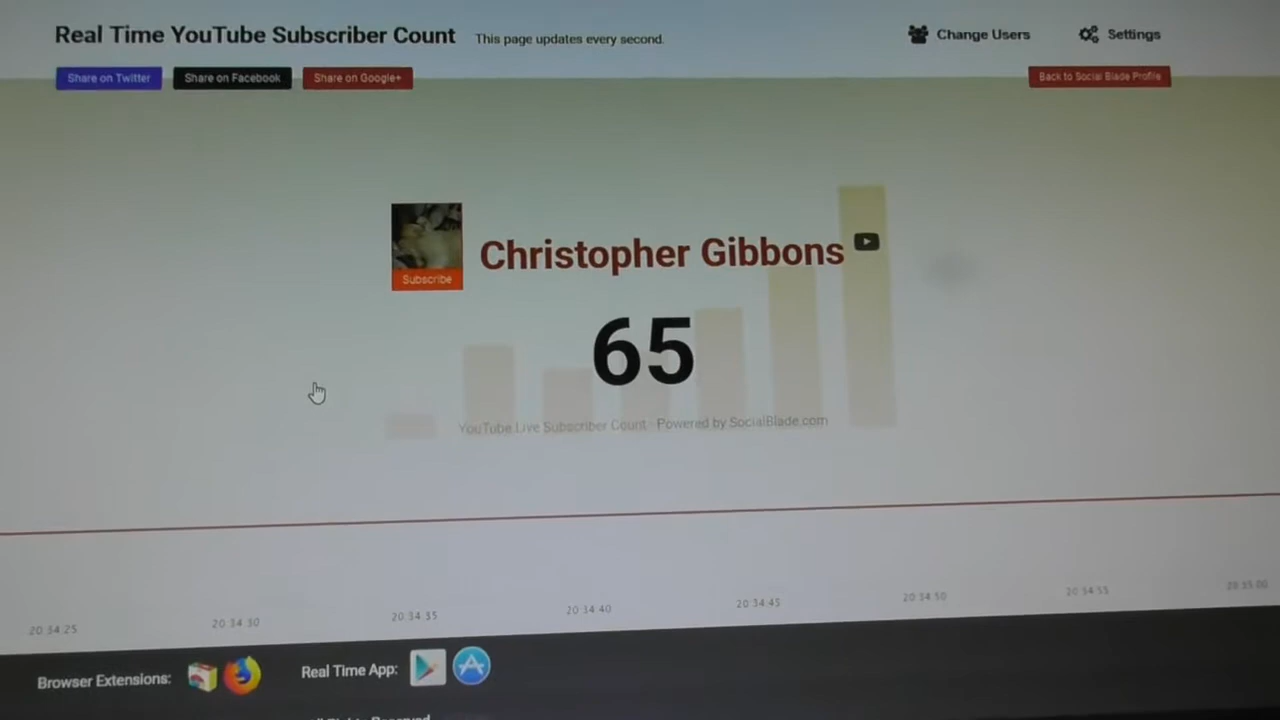 Real Time YouTube Subscriber Count
This page updates every second.
Change Users
Settings
Share on Twitter
Share on Facebook
Share on Google+
Back to Social Blade Profile
Christopher Gibbons
Subscribe
65
YouTube Live Subscriber Count - Powered by SocialBlade.com
20:34:25
20:34:30
20:34:35
20:34:40
20:34:45
20:34:50
20:34:55
20:35:00
Browser Extensions:
Real Time App: